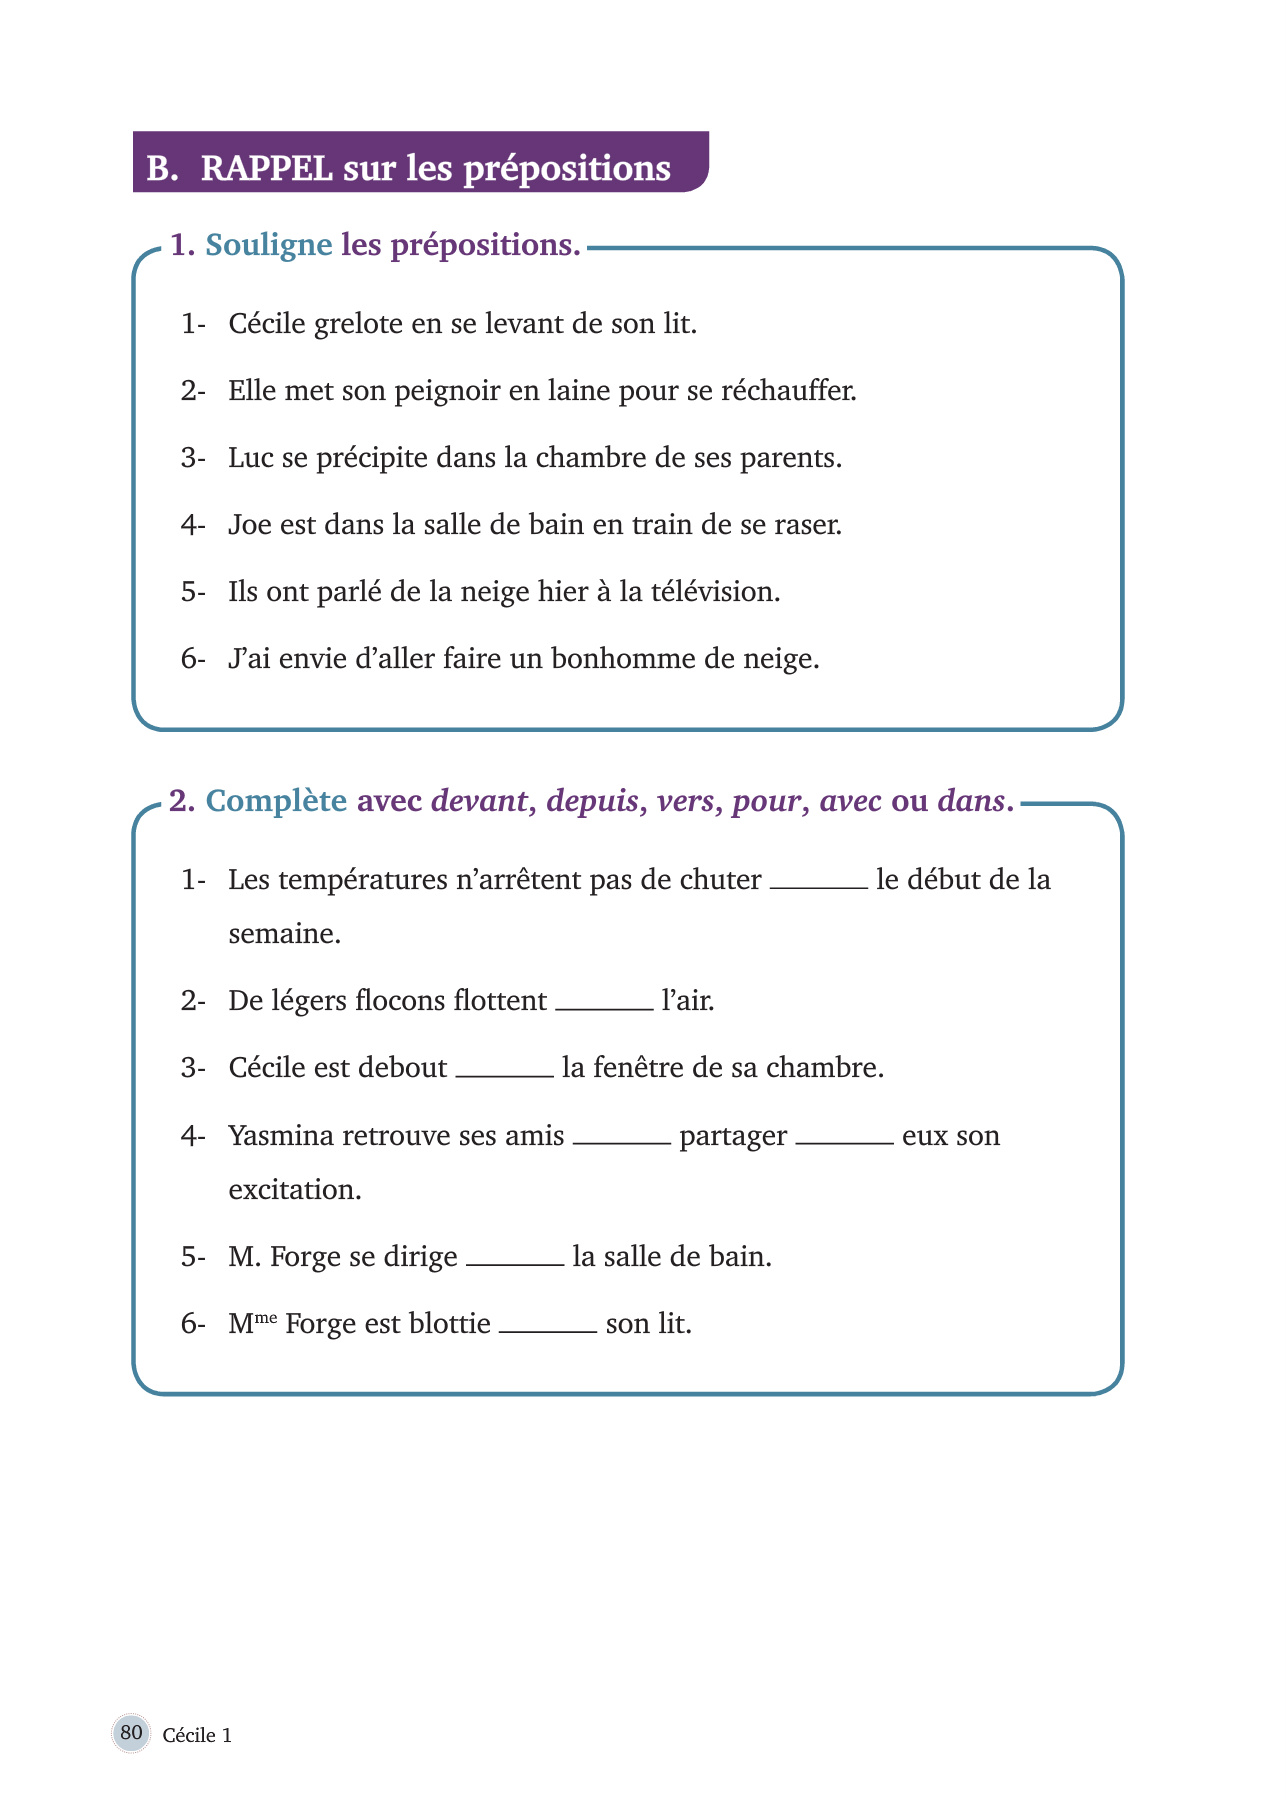 B. RAPPEL sur les prépositions
1. Souligne les prépositions.
1- Cécile grelote en se levant de son lit.
2- Elle met son peignoir en laine pour se réchauffer.
3- Luc se précipite dans la chambre de ses parents.
4- Joe est dans la salle de bain en train de se raser.
5- Ils ont parlé de la neige hier à la télévision.
6- J’ai envie d’aller faire un bonhomme de neige.
2. Complète avec devant, depuis, vers, pour, avec ou dans.
1- Les températures n’arrêtent pas de chuter _______ le début de la
semaine.
2- De légers flocons flottent _______ l’air.
3- Cécile est debout _______ la fenêtre de sa chambre.
4- Yasmina retrouve ses amis _______ partager _______ eux son
excitation.
5- M. Forge se dirige _______ la salle de bain.
6- Mme Forge est blottie _______ son lit.
80 Cécile 1